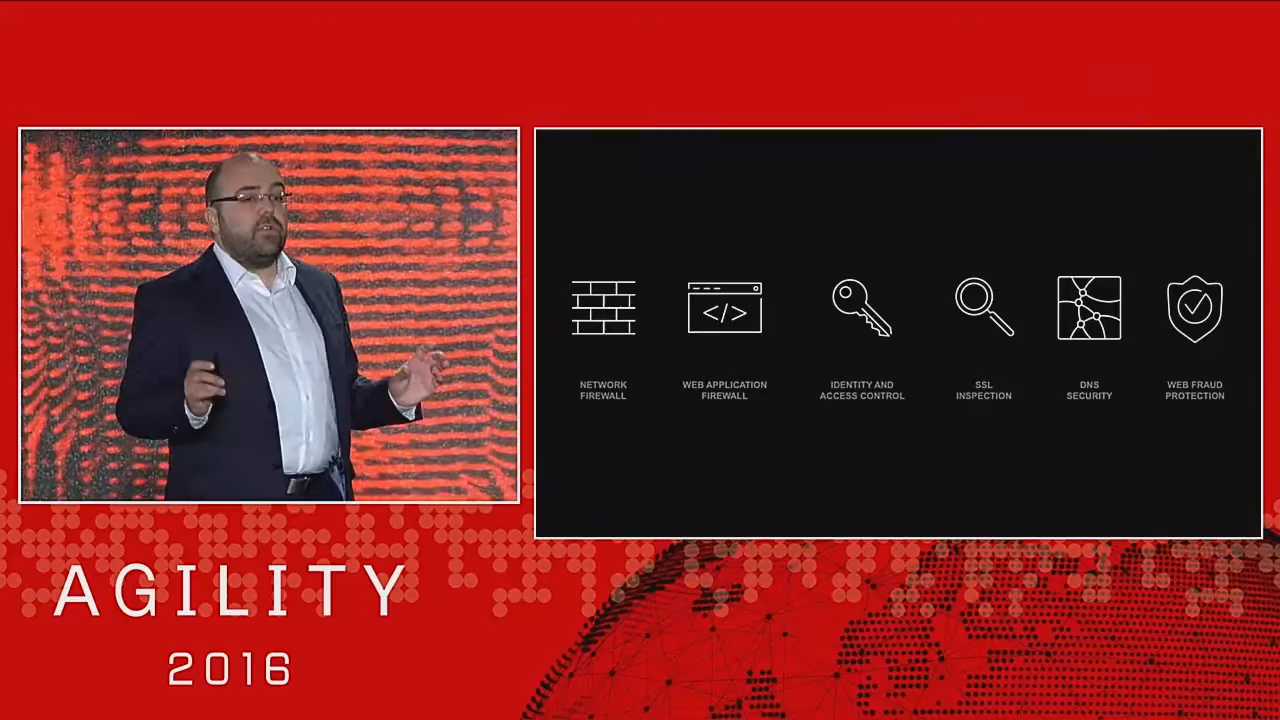 NETWORK
FIREWALL
WEB APPLICATION
FIREWALL
IDENTITY AND
ACCESS CONTROL
SSL
INSPECTION
DNS
SECURITY
WEB FRAUD
PROTECTION
AGILITY
2016